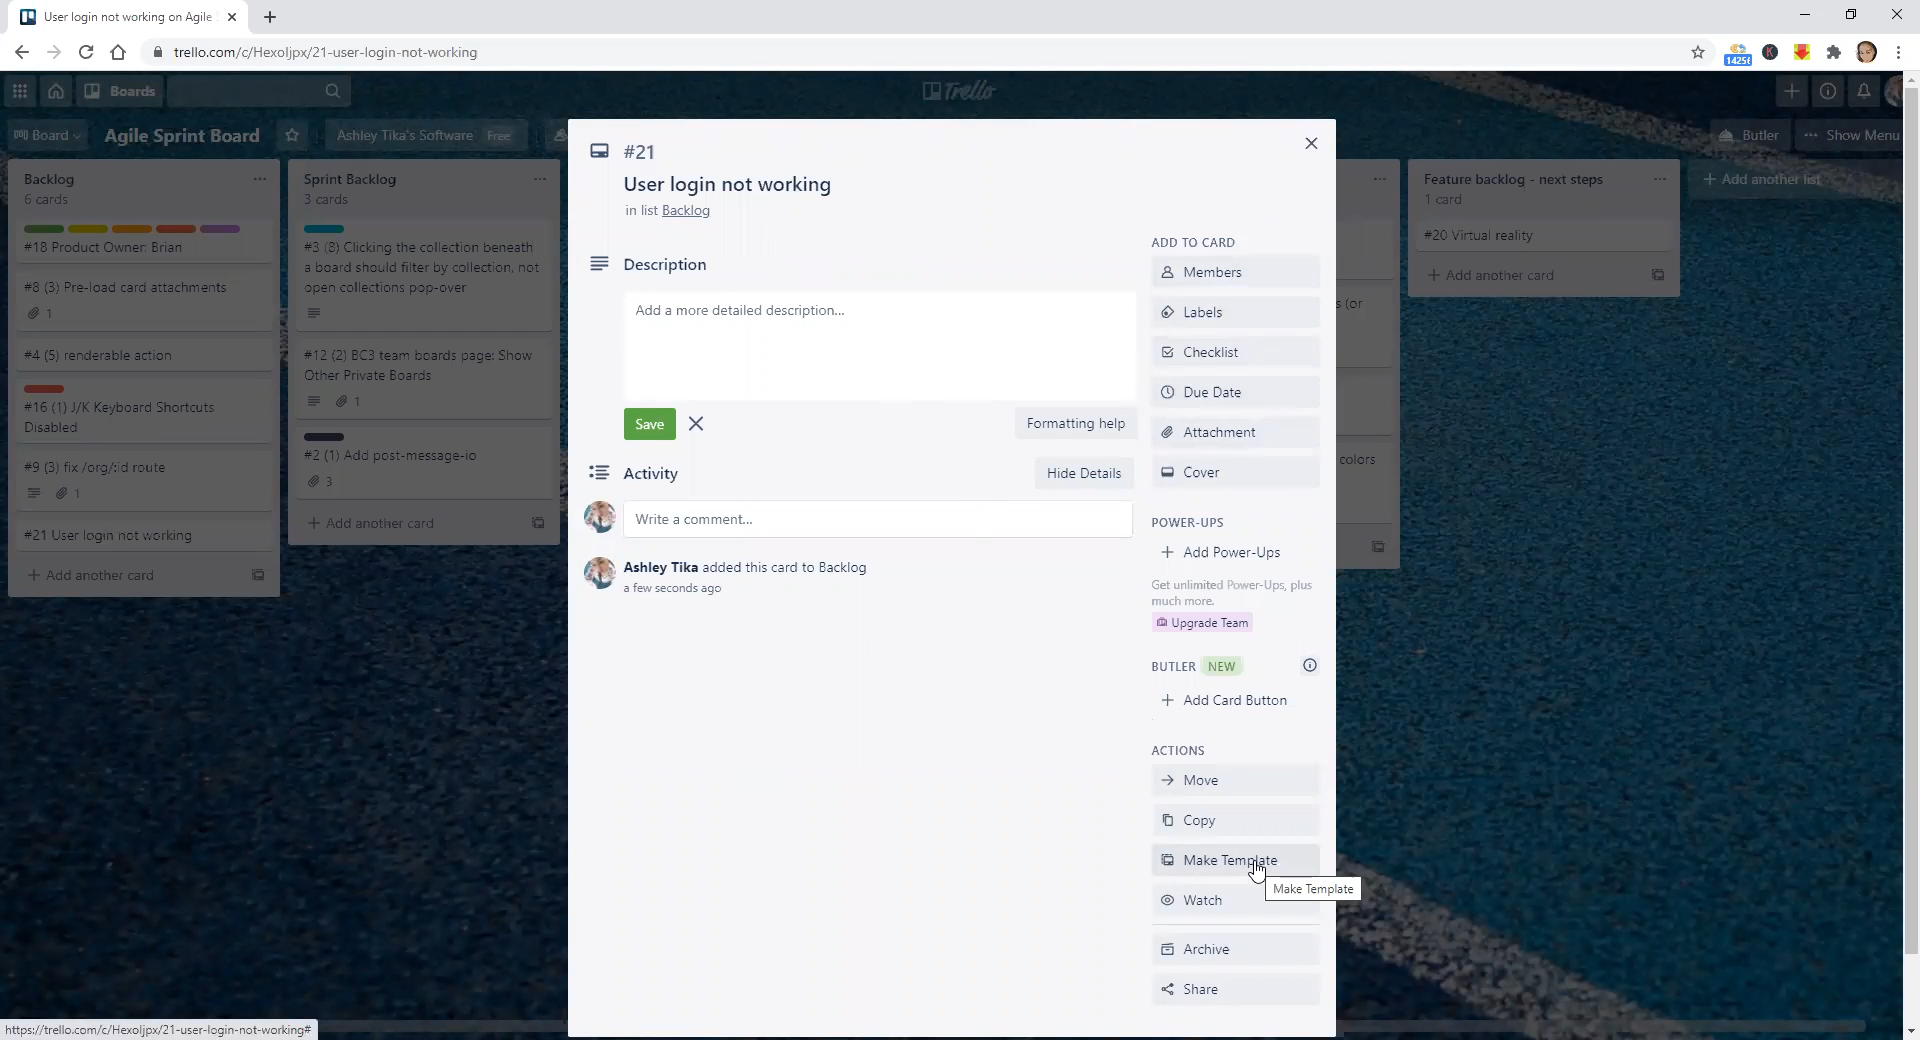 User login not working on Agile
trello.com/c/HexoIjpx/21-user-login-not-working
Boards
Trello
Board
Agile Sprint Board
Ashley Tika's Software Free
Butler
Show Menu
Backlog
6 cards
#18 Product Owner: Brian
#8 (3) Pre-load card attachments
1
#4 (5) renderable action
#16 (1) J/K Keyboard Shortcuts
Disabled
#9 (3) fix /org/:id route
1
#21 User login not working
+ Add another card
Sprint Backlog
3 cards
#3 (8) Clicking the collection beneath
a board should filter by collection, not
open collections pop-over
#12 (2) BC3 team boards page: Show
Other Private Boards
1
#2 (1) Add post-message-io
3
+ Add another card
#21
User login not working
in list Backlog
Description
Add a more detailed description...
Save
Formatting help
Activity
Hide Details
Write a comment...
Ashley Tika added this card to Backlog
a few seconds ago
ADD TO CARD
Members
Labels
Checklist
Due Date
Attachment
Cover
POWER-UPS
+ Add Power-Ups
Get unlimited Power-Ups, plus
much more.
Upgrade Team
BUTLER NEW
+ Add Card Button
ACTIONS
Move
Copy
Make Template
Make Template
Watch
Archive
Share
s (or
colors
Feature backlog - next steps
1 card
#20 Virtual reality
+ Add another card
+ Add another list
https://trello.com/c/HexoIjpx/21-user-login-not-working#